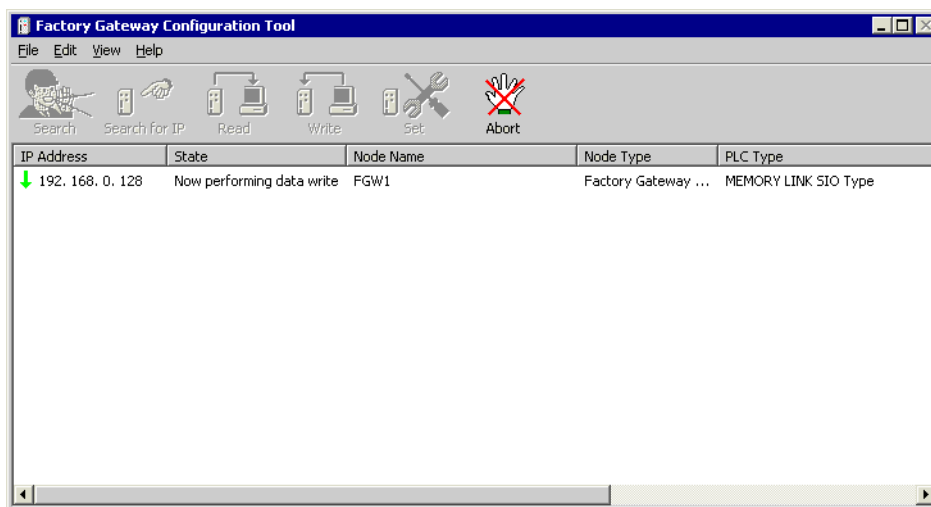 Factory Gateway Configuration Tool
File Edit View Help
Search Search for IP Read Write Set Abort
IP Address State Node Name Node Type PLC Type
192. 168. 0. 128 Now performing data write FGW1 Factory Gateway ... MEMORY LINK SIO Type